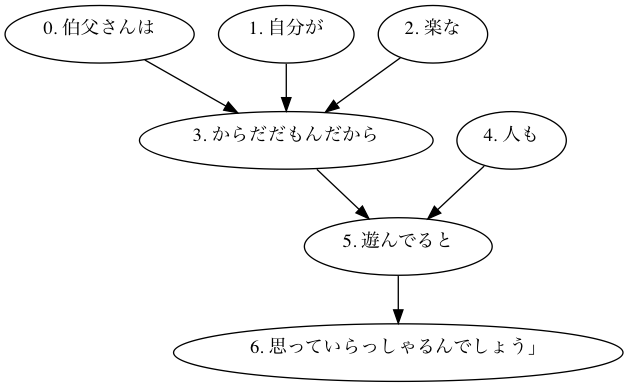 0. 伯父さんは
1. 自分が
2. 楽な
3. からだだもんだから
4. 人も
5. 遊んでると
6. 思っていらっしゃるんでしょう」